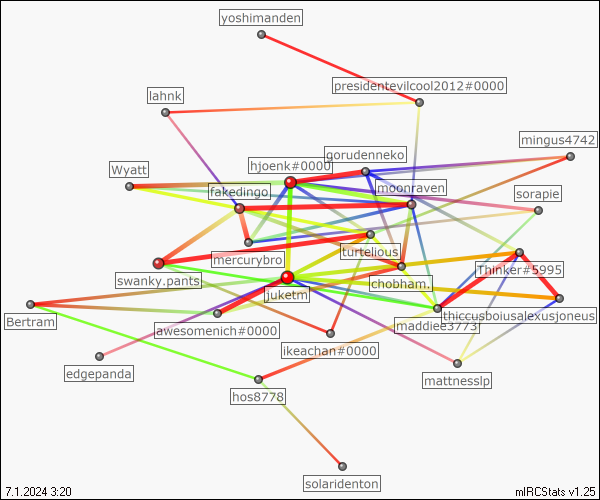 yoshimanden
presidentevilcool2012#0000
lahnk
mingus4742
gorudenneko
hjoenk#0000
Wyatt
fakedingo
moonraven
sorapie
turtelious
mercurybro
Thinker#5995
swanky.pants
chobham.
juketm
thiccusboiusalexusjoneus
Bertram
maddiee3773
awesomenich#0000
ikeachan#0000
edgepanda
mattnesslp
hos8778
solaridenton
7.1.2024 3:20
mIRCStats v1.25